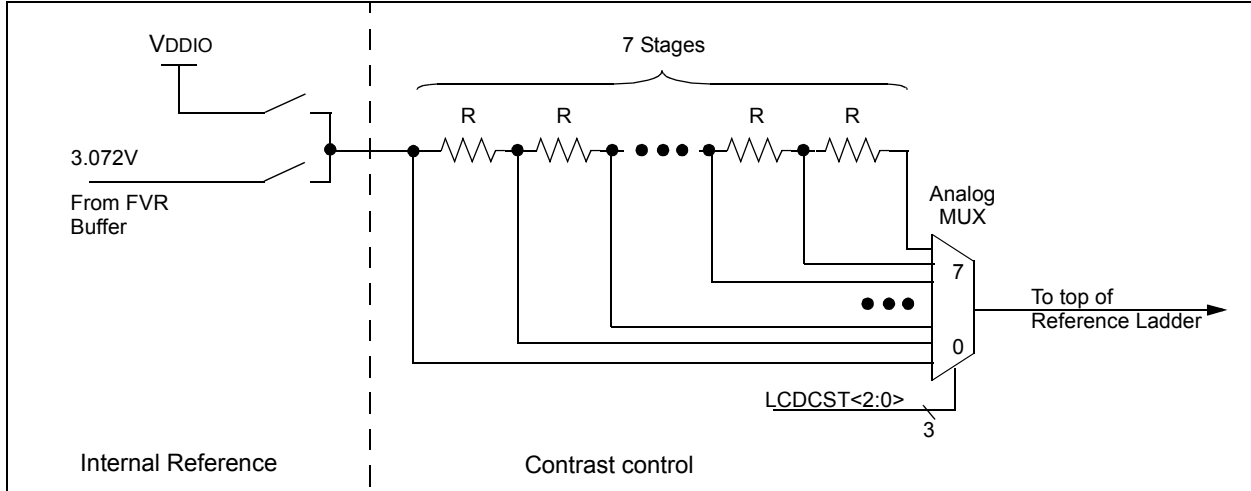 VDDIO
7 Stages
R
R
R
R
3.072V
From FVR
Buffer
Analog
MUX
7
0
To top of
Reference Ladder
LCDCST<2:0>
3
Internal Reference
Contrast control